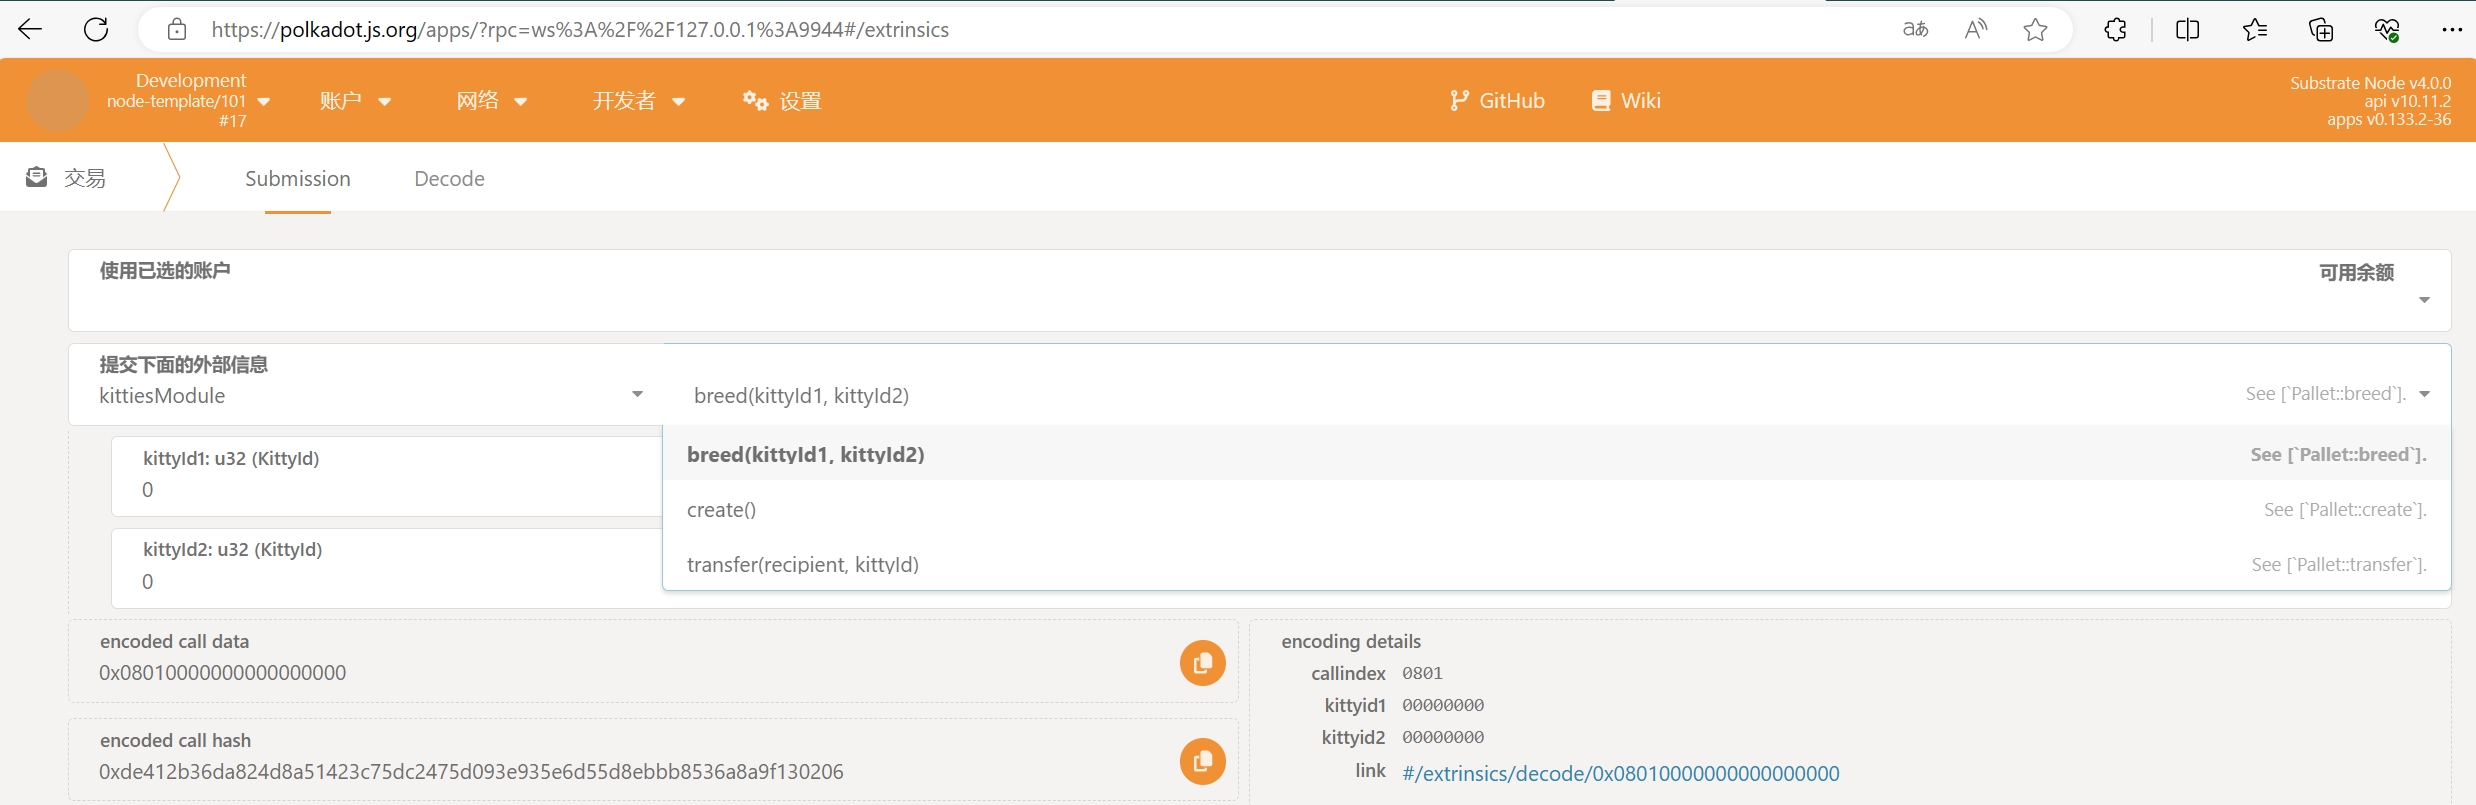 https://polkadot.js.org/apps/?rpc=ws%3A%2F%2F127.0.0.1%3A9944#/extrinsics
aあ
A
Development
node-template/101
#17
账户
网络
开发者
设置
GitHub
Wiki
Substrate Node v4.0.0
api v10.11.2
apps v0.133.2-36
交易
Submission
Decode
使用已选的账户
可用余额
提交下面的外部信息
kittiesModule
breed(kittyId1, kittyId2)
See [`Pallet::breed`].
breed(kittyId1, kittyId2)
See [`Pallet::breed`].
create()
See [`Pallet::create`].
transfer(recipient, kittyId)
See [`Pallet::transfer`].
kittyId1: u32 (KittyId)
0
kittyId2: u32 (KittyId)
0
encoded call data
0x08010000000000000000
encoded call hash
0xde412b36da824d8a51423c75dc2475d093e935e6d55d8ebbb8536a8a9f130206
encoding details
callindex 0801
kittyid1 00000000
kittyid2 00000000
link #/extrinsics/decode/0x08010000000000000000